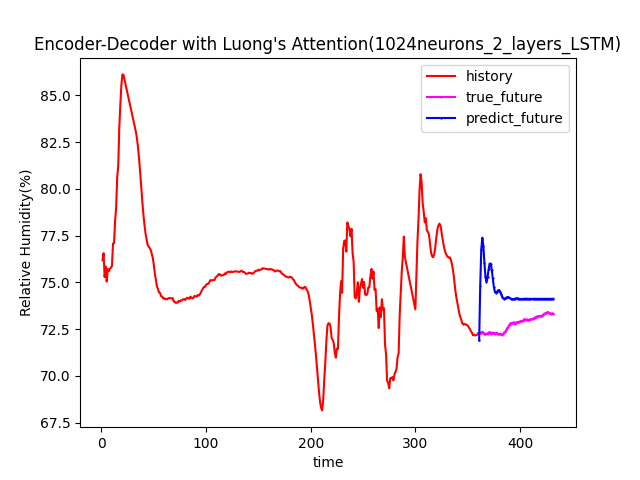 Encoder-Decoder with Luong's Attention(1024neurons_2_layers_LSTM)
history
true_future
predict_future
85.0
82.5
80.0
77.5
75.0
72.5
70.0
67.5
Relative Humidity(%)
0 100 200 300 400
time